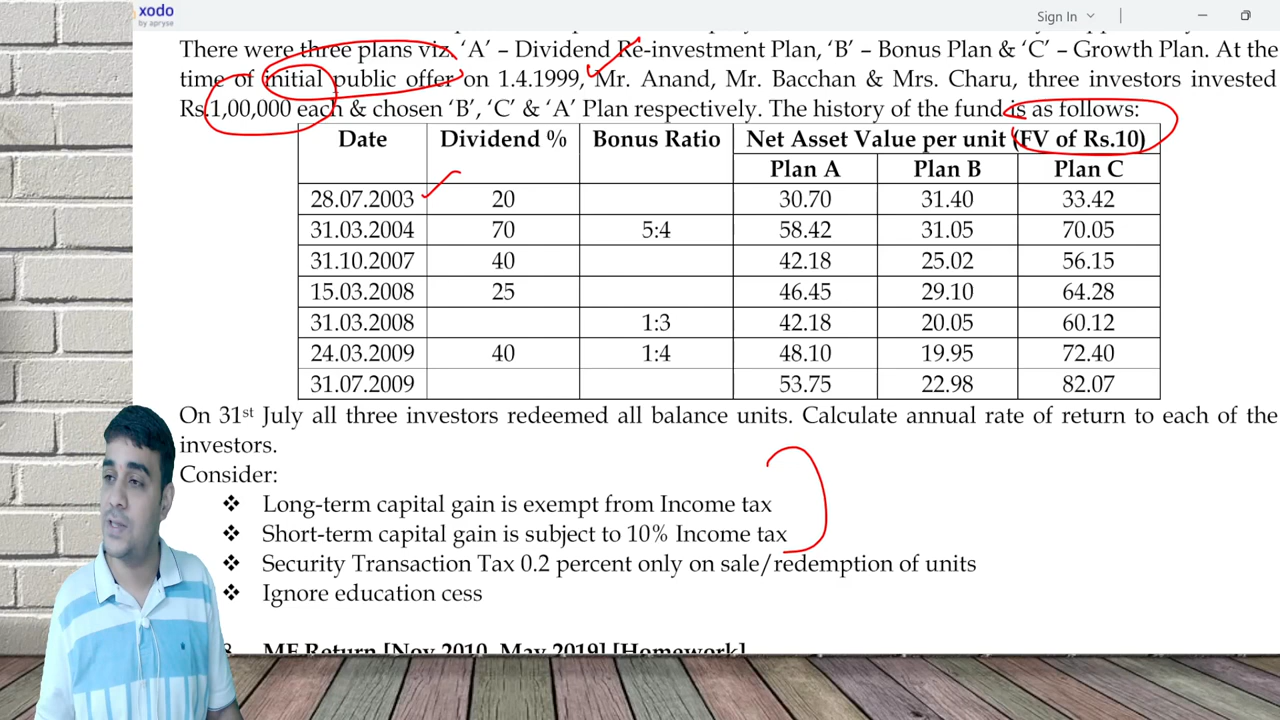 xodo
by apryse
Sign In
There were three plans viz. ‘A’ – Dividend Re-investment Plan, ‘B’ – Bonus Plan & ‘C’ – Growth Plan. At the
time of initial public offer on 1.4.1999, Mr. Anand, Mr. Bacchan & Mrs. Charu, three investors invested
Rs.1,00,000 each & chosen ‘B’, ‘C’ & ‘A’ Plan respectively. The history of the fund is as follows:
Date Dividend % Bonus Ratio Net Asset Value per unit (FV of Rs.10)
Plan A Plan B Plan C
28.07.2003 20 30.70 31.40 33.42
31.03.2004 70 5:4 58.42 31.05 70.05
31.10.2007 40 42.18 25.02 56.15
15.03.2008 25 46.45 29.10 64.28
31.03.2008 1:3 42.18 20.05 60.12
24.03.2009 40 1:4 48.10 19.95 72.40
31.07.2009 53.75 22.98 82.07
On 31st July all three investors redeemed all balance units. Calculate annual rate of return to each of the
investors.
Consider:
❖ Long-term capital gain is exempt from Income tax
❖ Short-term capital gain is subject to 10% Income tax
❖ Security Transaction Tax 0.2 percent only on sale/redemption of units
❖ Ignore education cess
MF Return [Nov 2010, May 2019] [Homework]